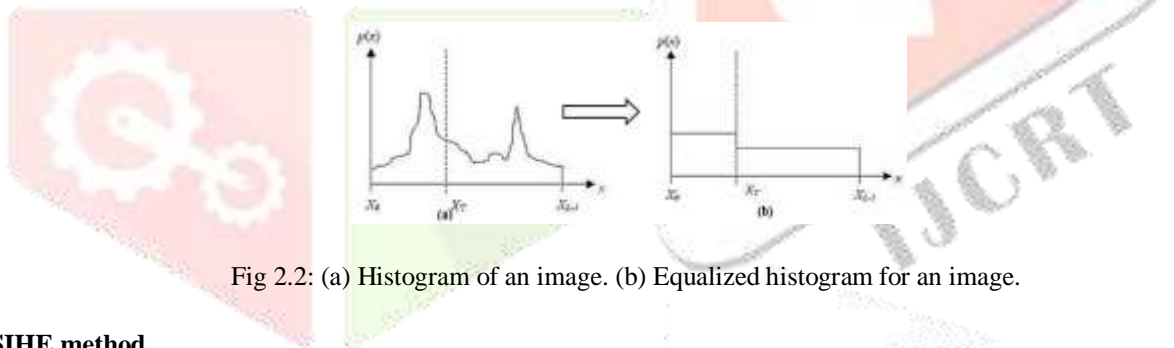 p(x)
p(x)
X0 (a) XT XL-1 x
X0 XT (b) XL-1 x
IJCRT
Fig 2.2: (a) Histogram of an image. (b) Equalized histogram for an image.
SIHE method